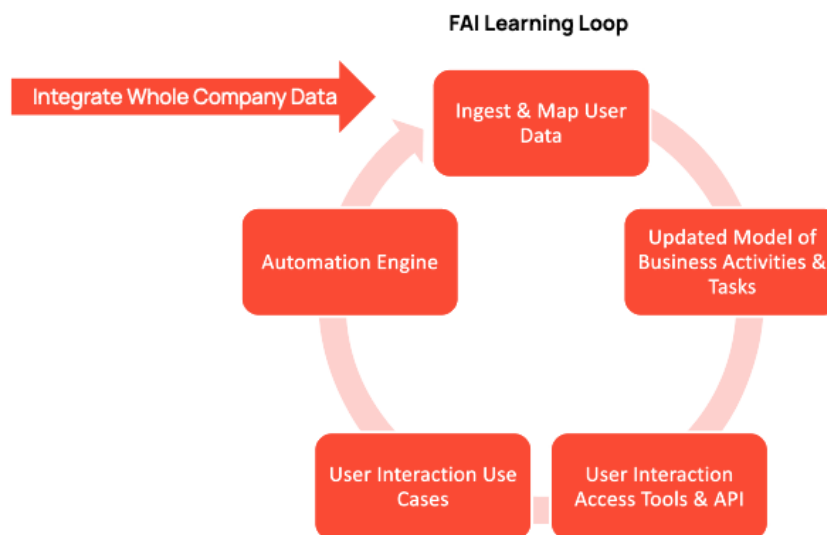 FAI Learning Loop
Integrate Whole Company Data
Ingest & Map User
Data
Updated Model of
Business Activities &
Tasks
User Interaction
Access Tools & API
User Interaction Use
Cases
Automation Engine